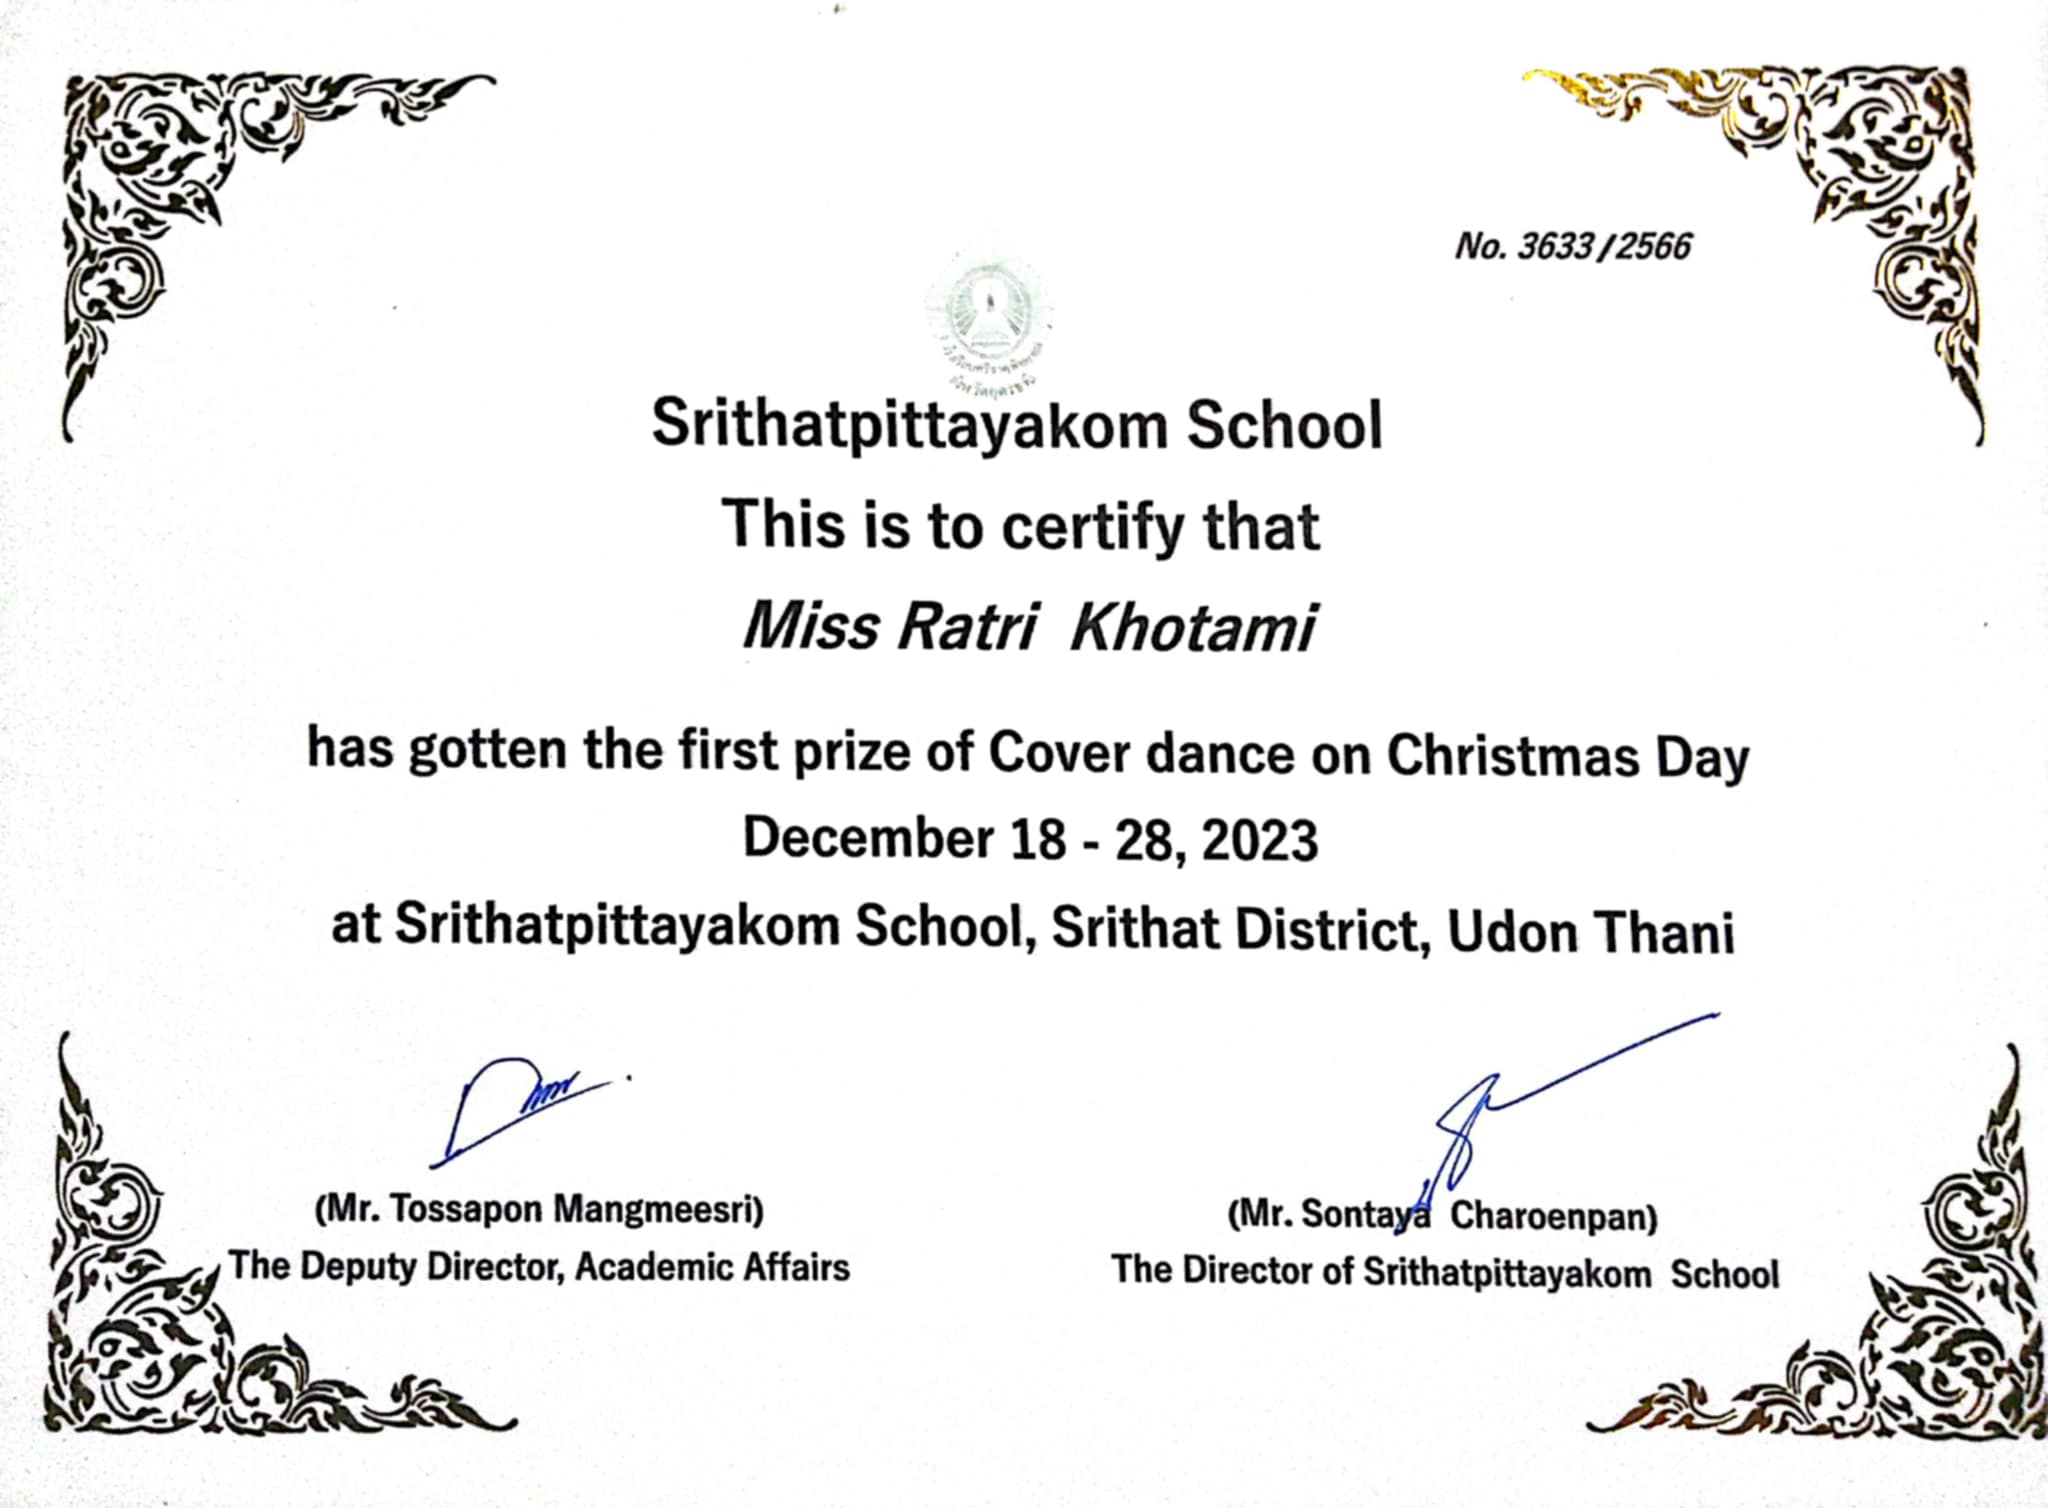 No. 3633/2566
Srithatpittayakom School
This is to certify that
Miss Ratri Khotami
has gotten the first prize of Cover dance on Christmas Day
December 18 - 28, 2023
at Srithatpittayakom School, Srithat District, Udon Thani
(Mr. Tossapon Mangmeesri)
The Deputy Director, Academic Affairs
(Mr. Sontaya Charoenpan)
The Director of Srithatpittayakom School